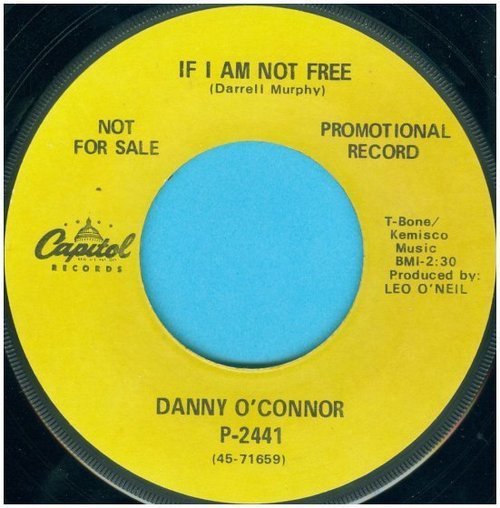 IF I AM NOT FREE
(Darrell Murphy)
NOT
FOR SALE
PROMOTIONAL
RECORD
Capitol
RECORDS
T-Bone/
Kemisco
Music
BMI-2:30
Produced by:
LEO O'NEIL
DANNY O'CONNOR
P-2441
(45-71659)